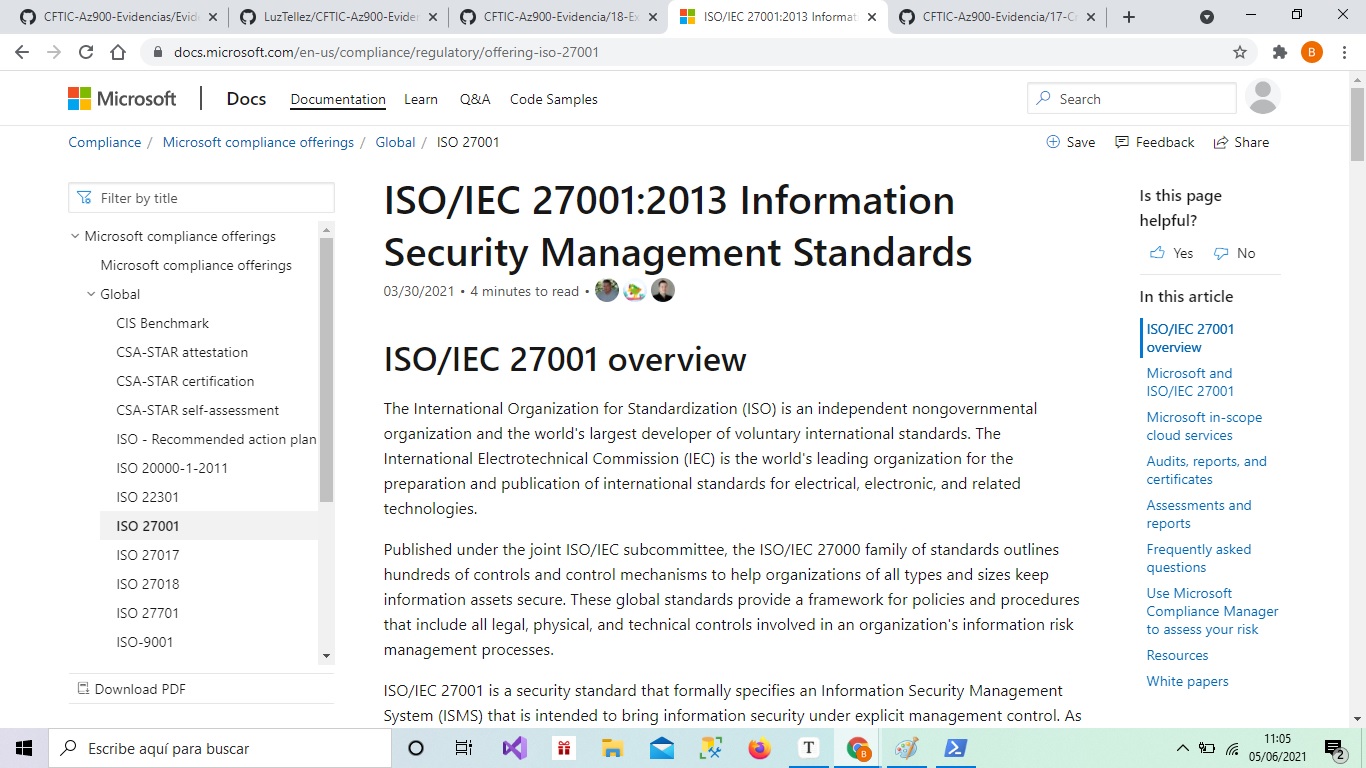 CFTIC-Az900-Evidencias/Evide
LuzTellez/CFTIC-Az900-Eviden
CFTIC-Az900-Evidencia/18-Ex
ISO/IEC 27001:2013 Informat
CFTIC-Az900-Evidencia/17-C
docs.microsoft.com/en-us/compliance/regulatory/offering-iso-27001
B
Microsoft
Docs
Documentation
Learn
Q&A
Code Samples
Search
Compliance / Microsoft compliance offerings / Global / ISO 27001
Save
Feedback
Share
Filter by title
Microsoft compliance offerings
Microsoft compliance offerings
Global
CIS Benchmark
CSA-STAR attestation
CSA-STAR certification
CSA-STAR self-assessment
ISO - Recommended action plan
ISO 20000-1-2011
ISO 22301
ISO 27001
ISO 27017
ISO 27018
ISO 27701
ISO-9001
Download PDF
ISO/IEC 27001:2013 Information
Security Management Standards
03/30/2021 • 4 minutes to read •
ISO/IEC 27001 overview
The International Organization for Standardization (ISO) is an independent nongovernmental
organization and the world's largest developer of voluntary international standards. The
International Electrotechnical Commission (IEC) is the world's leading organization for the
preparation and publication of international standards for electrical, electronic, and related
technologies.
Published under the joint ISO/IEC subcommittee, the ISO/IEC 27000 family of standards outlines
hundreds of controls and control mechanisms to help organizations of all types and sizes keep
information assets secure. These global standards provide a framework for policies and procedures
that include all legal, physical, and technical controls involved in an organization's information risk
management processes.
ISO/IEC 27001 is a security standard that formally specifies an Information Security Management
System (ISMS) that is intended to bring information security under explicit management control. As
Is this page
helpful?
Yes
No
In this article
ISO/IEC 27001
overview
Microsoft and
ISO/IEC 27001
Microsoft in-scope
cloud services
Audits, reports, and
certificates
Assessments and
reports
Frequently asked
questions
Use Microsoft
Compliance Manager
to assess your risk
Resources
White papers
Escribe aquí para buscar
T
B
11:05
05/06/2021
2